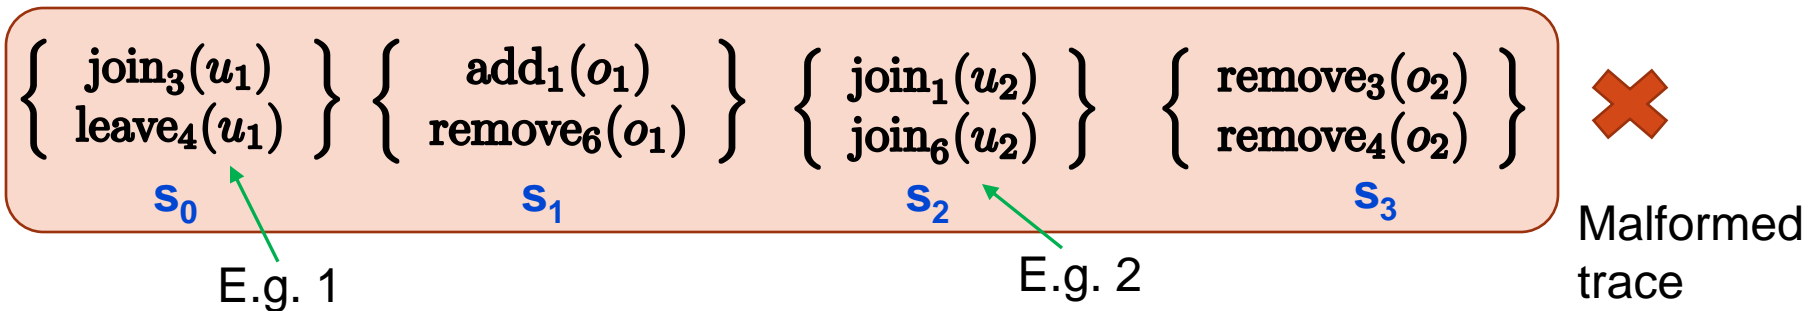 { join₃(u₁) leave₄(u₁) } { add₁(o₁) remove₆(o₁) } { join₁(u₂) join₆(u₂) } { remove₃(o₂) remove₄(o₂) }
s₀ s₁ s₂ s₃
E.g. 1 E.g. 2
Malformed
trace